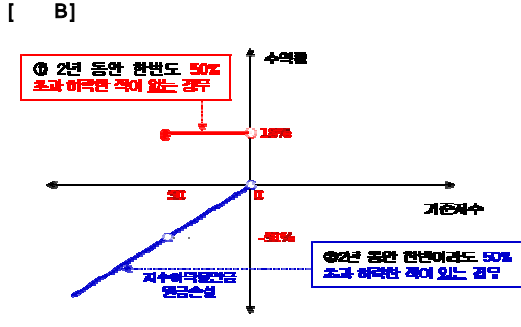 [ B]
수익률
① 2년 동안 한번도 50%
초과 하락한 적이 없는 경우
기준지수
-50%
②2년 동안 한번이라도 50%
초과 하락한 적이 있는 경우
지수하락률만큼
원금손실